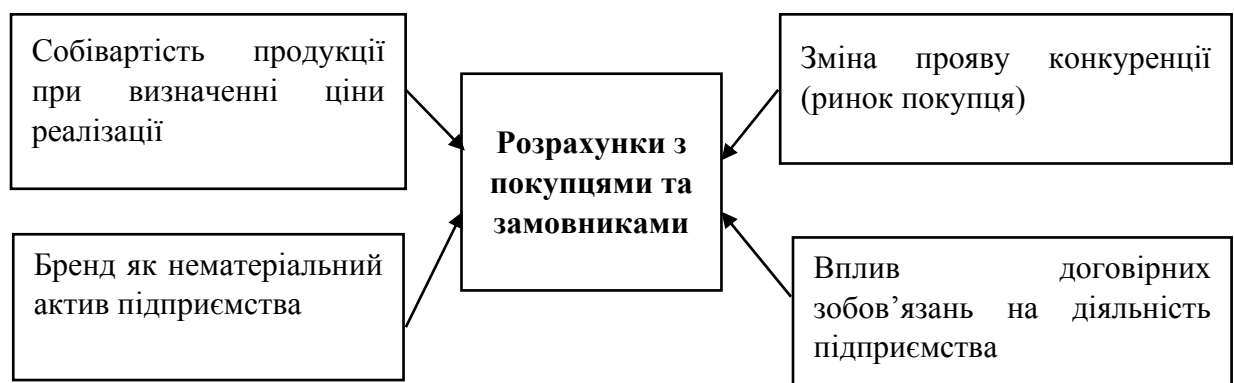 Собівартість продукції
при визначенні ціни
реалізації
Зміна прояву конкуренції
(ринок покупця)
Розрахунки з
покупцями та
замовниками
Бренд як нематеріальний
актив підприємства
Вплив договірних
зобов’язань на діяльність
підприємства